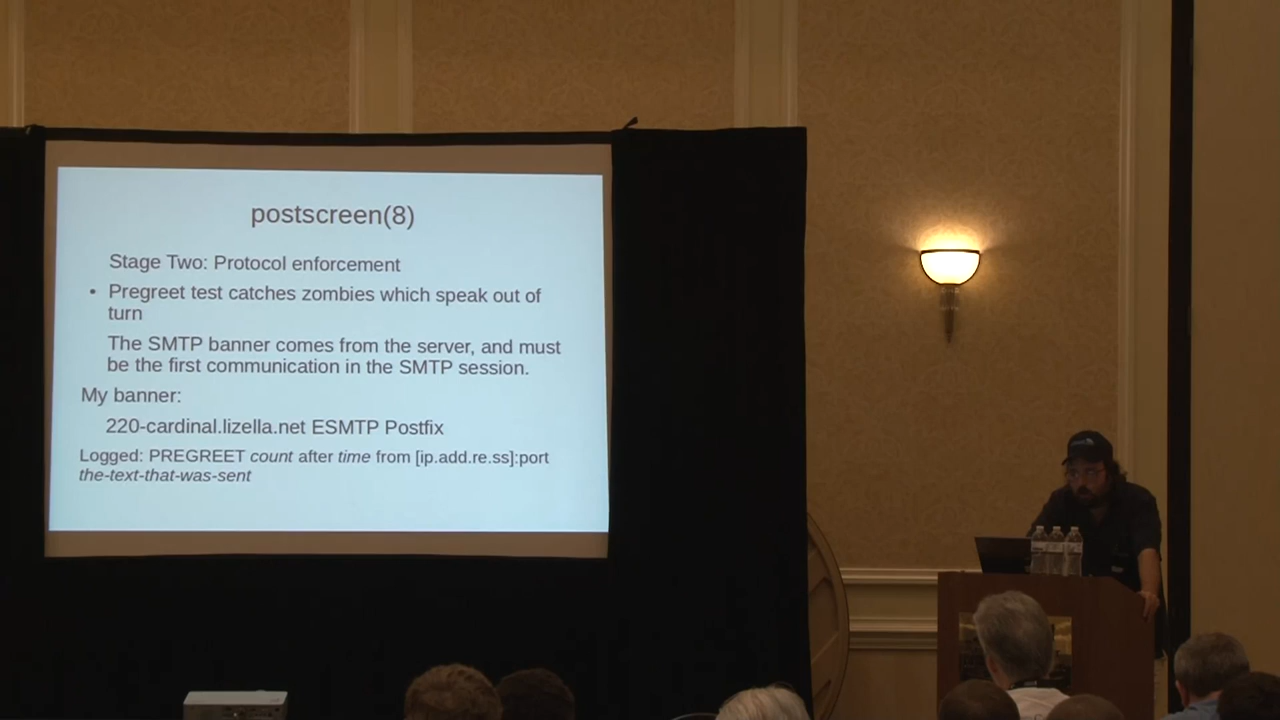 postscreen(8)
Stage Two: Protocol enforcement
• Pregreet test catches zombies which speak out of
turn
The SMTP banner comes from the server, and must
be the first communication in the SMTP session.
My banner:
220-cardinal.lizella.net ESMTP Postfix
Logged: PREGREET count after time from [ip.add.re.ss]:port
the-text-that-was-sent